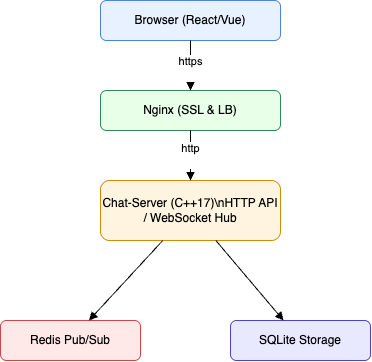 Browser (React/Vue)
https
Nginx (SSL & LB)
http
Chat-Server (C++17)\nHTTP API
/ WebSocket Hub
Redis Pub/Sub
SQLite Storage